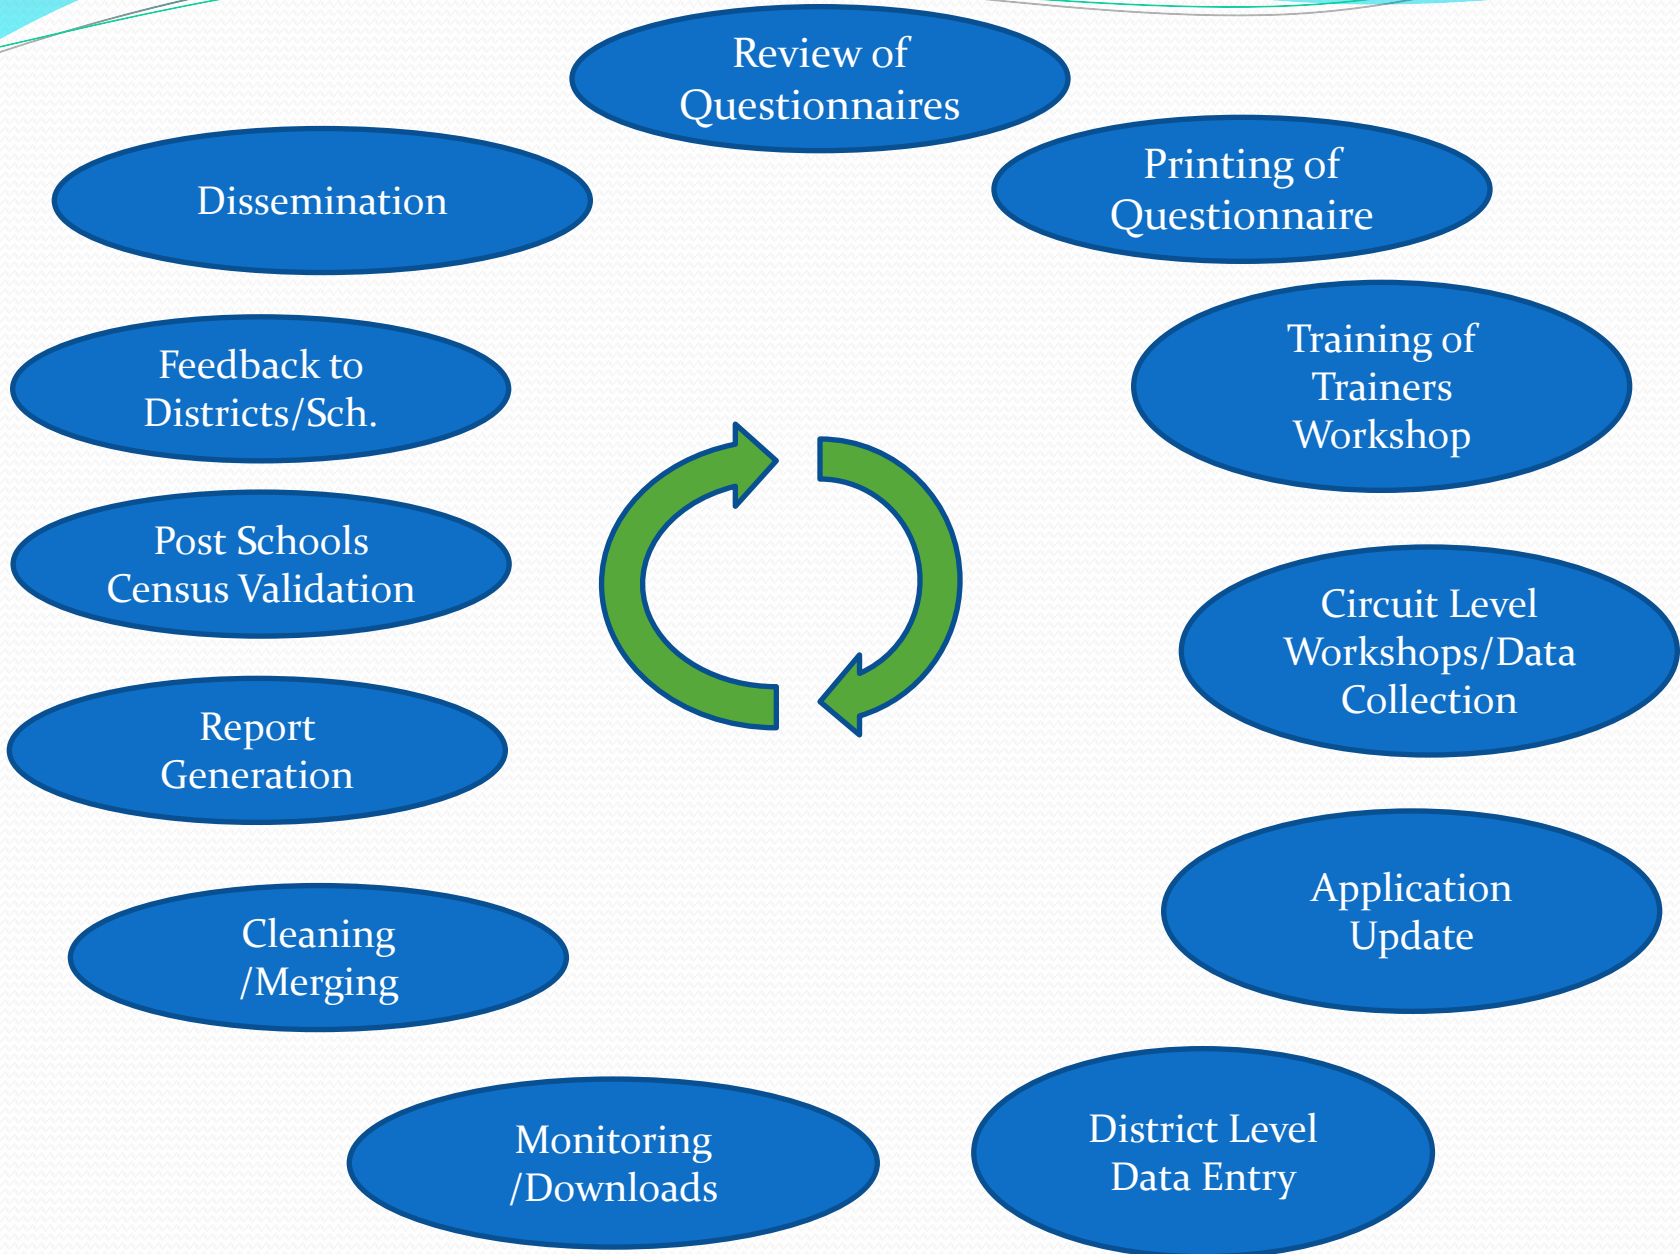 Review of
Questionnaires
Printing of
Questionnaire
Training of
Trainers
Workshop
Circuit Level
Workshops/Data
Collection
Application
Update
District Level
Data Entry
Monitoring
/Downloads
Cleaning
/Merging
Report
Generation
Post Schools
Census Validation
Feedback to
Districts/Sch.
Dissemination